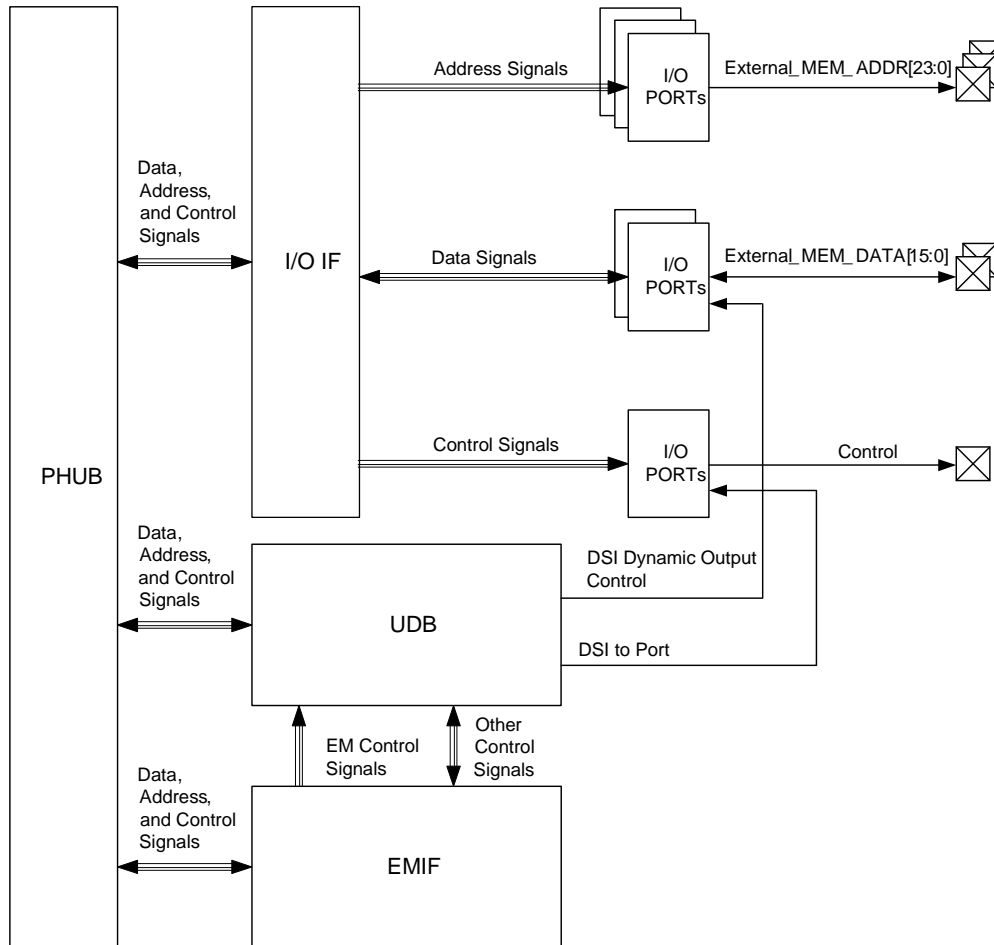 Address Signals
I/O
PORTs
External_MEM_ADDR[23:0]
Data,
Address,
and Control
Signals
I/O IF
Data Signals
I/O
PORTs
External_MEM_DATA[15:0]
Control Signals
I/O
PORTs
Control
PHUB
Data,
Address,
and Control
Signals
UDB
DSI Dynamic Output
Control
DSI to Port
EM Control
Signals
Other
Control
Signals
Data,
Address,
and Control
Signals
EMIF